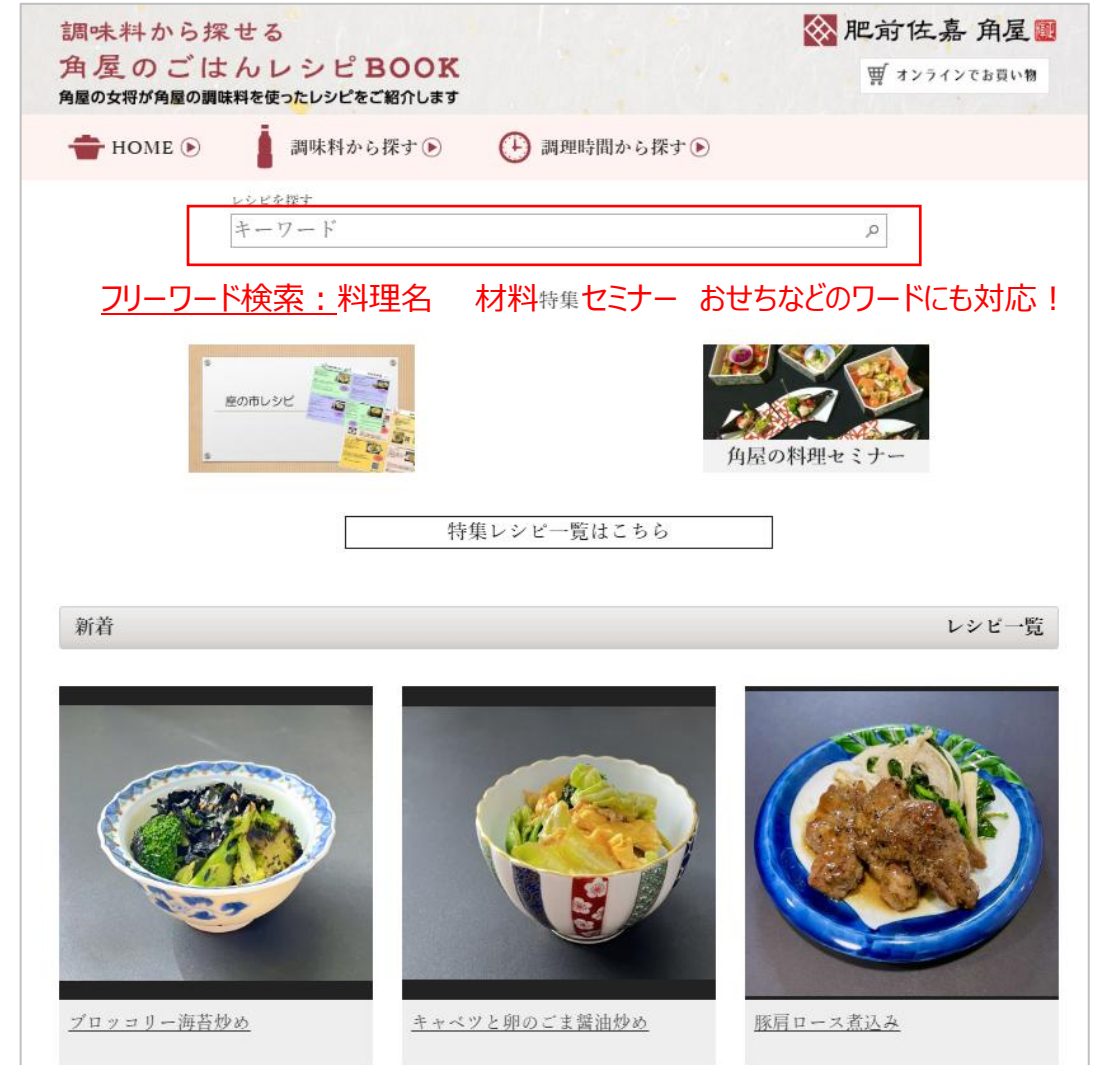 調味料から探せる
角屋のごはんレシピBOOK
角屋の女将が角屋の調味料を使ったレシピをご紹介します
肥前佐嘉 角屋
オンラインでお買い物
HOME
調味料から探す
調理時間から探す
レシピを探す
キーワード
フリーワード検索：料理名 材料 特集 セミナー おせちなどのワードにも対応！
座の市レシピ
角屋の料理セミナー
特集レシピ一覧はこちら
新着
レシピ一覧
ブロッコリー海苔炒め
キャベツと卵のごま醤油炒め
豚肩ロース煮込み